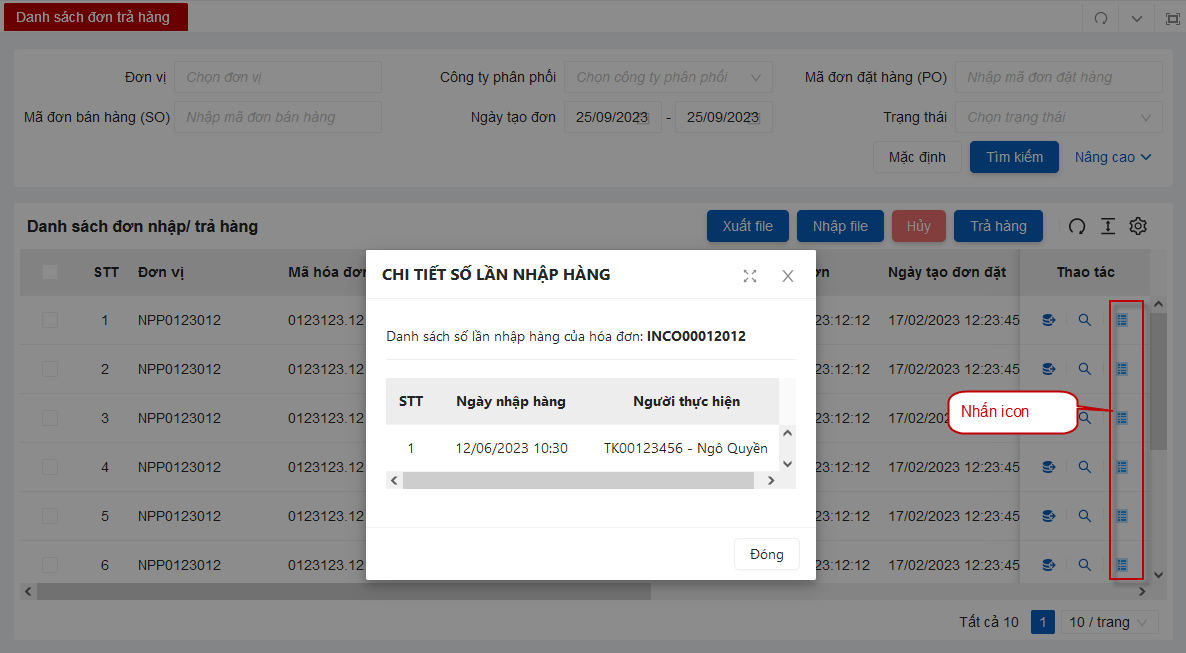 Danh sách đơn trả hàng
Đơn vị Chọn đơn vị Công ty phân phối Chọn công ty phân phối Mã đơn đặt hàng (PO) Nhập mã đơn đặt hàng
Mã đơn bán hàng (SO) Nhập mã đơn bán hàng Ngày tạo đơn 25/09/2023 - 25/09/2023 Trạng thái Chọn trạng thái
Mặc định Tìm kiếm Nâng cao
Danh sách đơn nhập/ trả hàng Xuất file Nhập file Hủy Trả hàng
STT Đơn vị Mã hóa đơn Ngày tạo đơn đặt Thao tác
1 NPP0123012 0123123.12 23:12:12 17/02/2023 12:23:45
2 NPP0123012 0123123.12 23:12:12 17/02/2023 12:23:45
3 NPP0123012 0123123.12 23:12:12 17/02/202
4 NPP0123012 0123123.12 23:12:12 17/02/2023 12:23:45
5 NPP0123012 0123123.12 23:12:12 17/02/2023 12:23:45
6 NPP0123012 0123123.12 23:12:12 17/02/2023 12:23:45
Nhấn icon
CHI TIẾT SỐ LẦN NHẬP HÀNG
Danh sách số lần nhập hàng của hóa đơn: INCO00012012
STT Ngày nhập hàng Người thực hiện
1 12/06/2023 10:30 TK00123456 - Ngô Quyền
Đóng
Tất cả 10 1 10 / trang